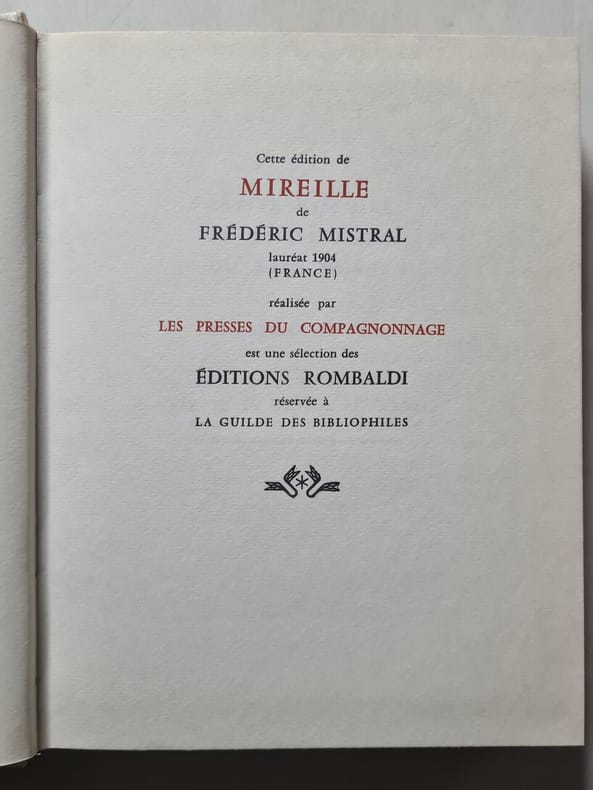 Cette édition de
MIREILLE
de
FRÉDÉRIC MISTRAL
lauréat 1904
(FRANCE)
réalisée par
LES PRESSES DU COMPAGNONNAGE
est une sélection des
ÉDITIONS ROMBALDI
réservée à
LA GUILDE DES BIBLIOPHILES